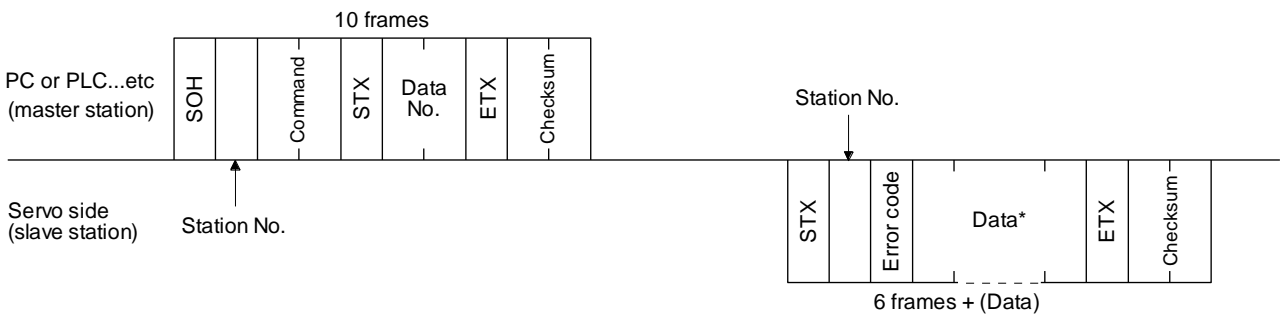 10 frames
PC or PLC...etc
(master station)
SOH
Command
STX
Data
No.
ETX
Checksum
Station No.
Servo side
(slave station)
Station No.
STX
Error code
Data*
ETX
Checksum
6 frames + (Data)